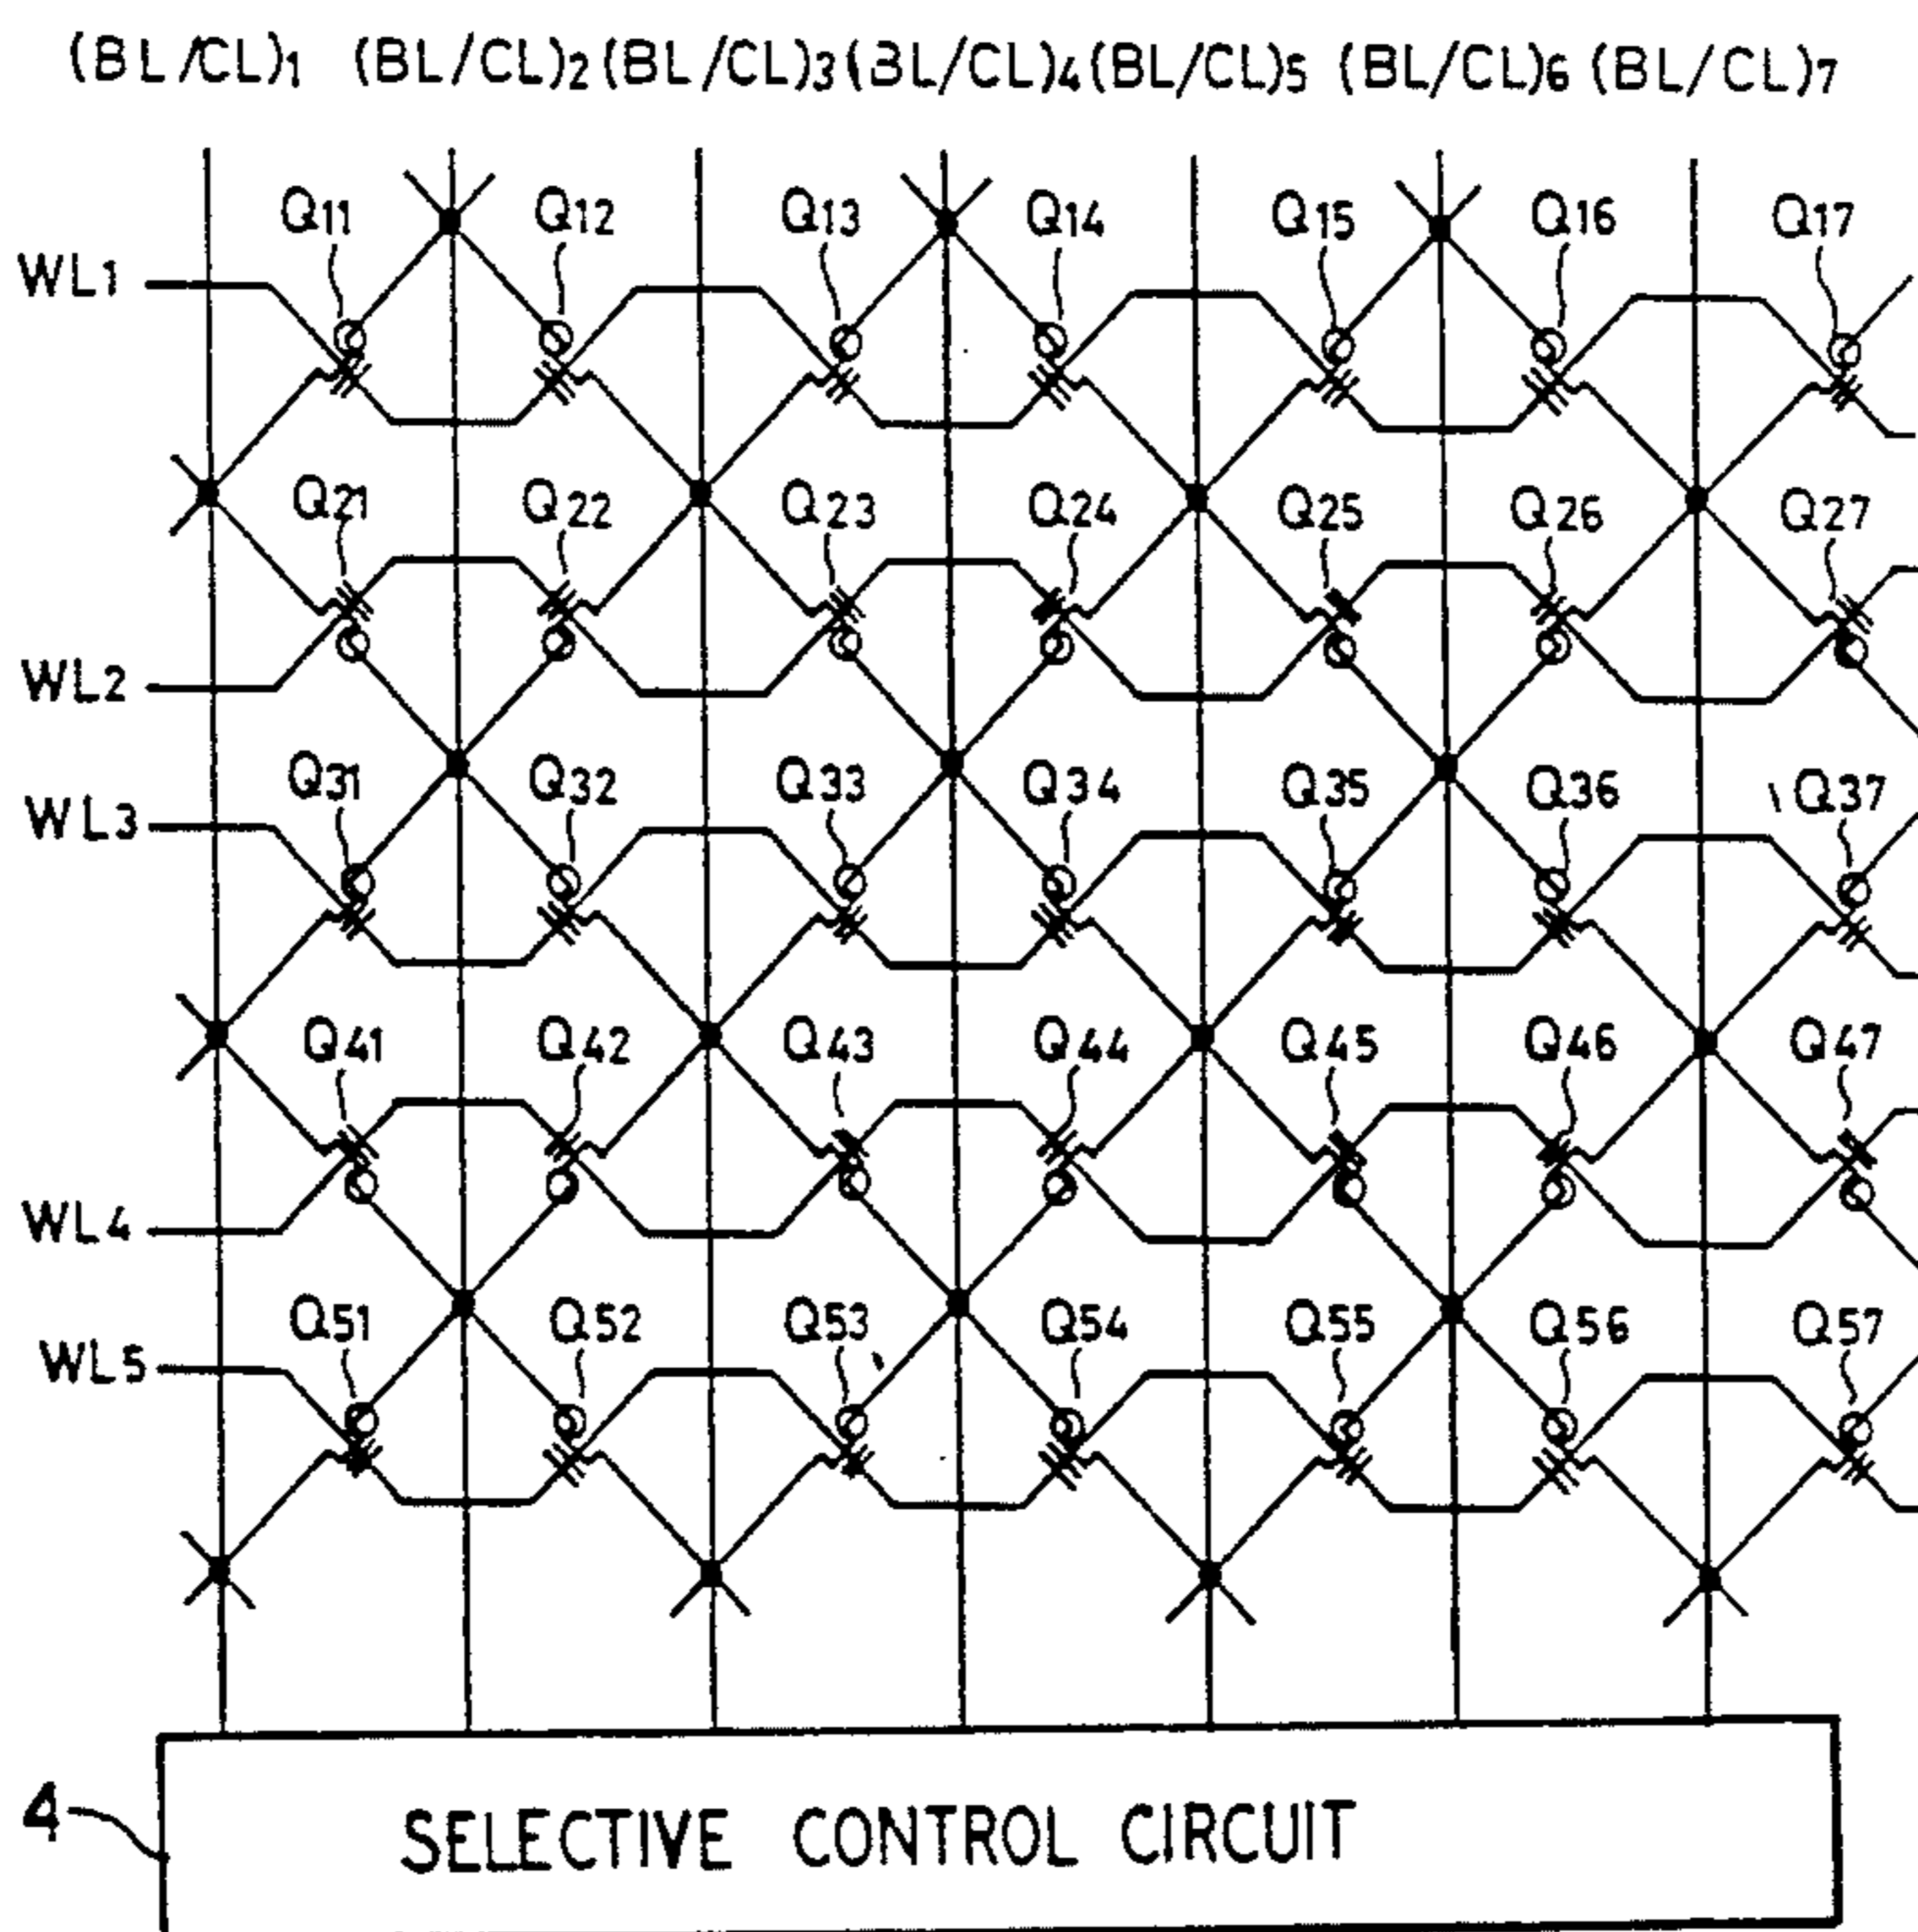 (BL/CL)1 (BL/CL)2 (BL/CL)3 (BL/CL)4 (BL/CL)5 (BL/CL)6 (BL/CL)7
Q11 Q12 Q13 Q14 Q15 Q16 Q17
WL1
Q21 Q22 Q23 Q24 Q25 Q26 Q27
WL2
Q31 Q32 Q33 Q34 Q35 Q36 Q37
WL3
Q41 Q42 Q43 Q44 Q45 Q46 Q47
WL4
Q51 Q52 Q53 Q54 Q55 Q56 Q57
WL5
4 SELECTIVE CONTROL CIRCUIT